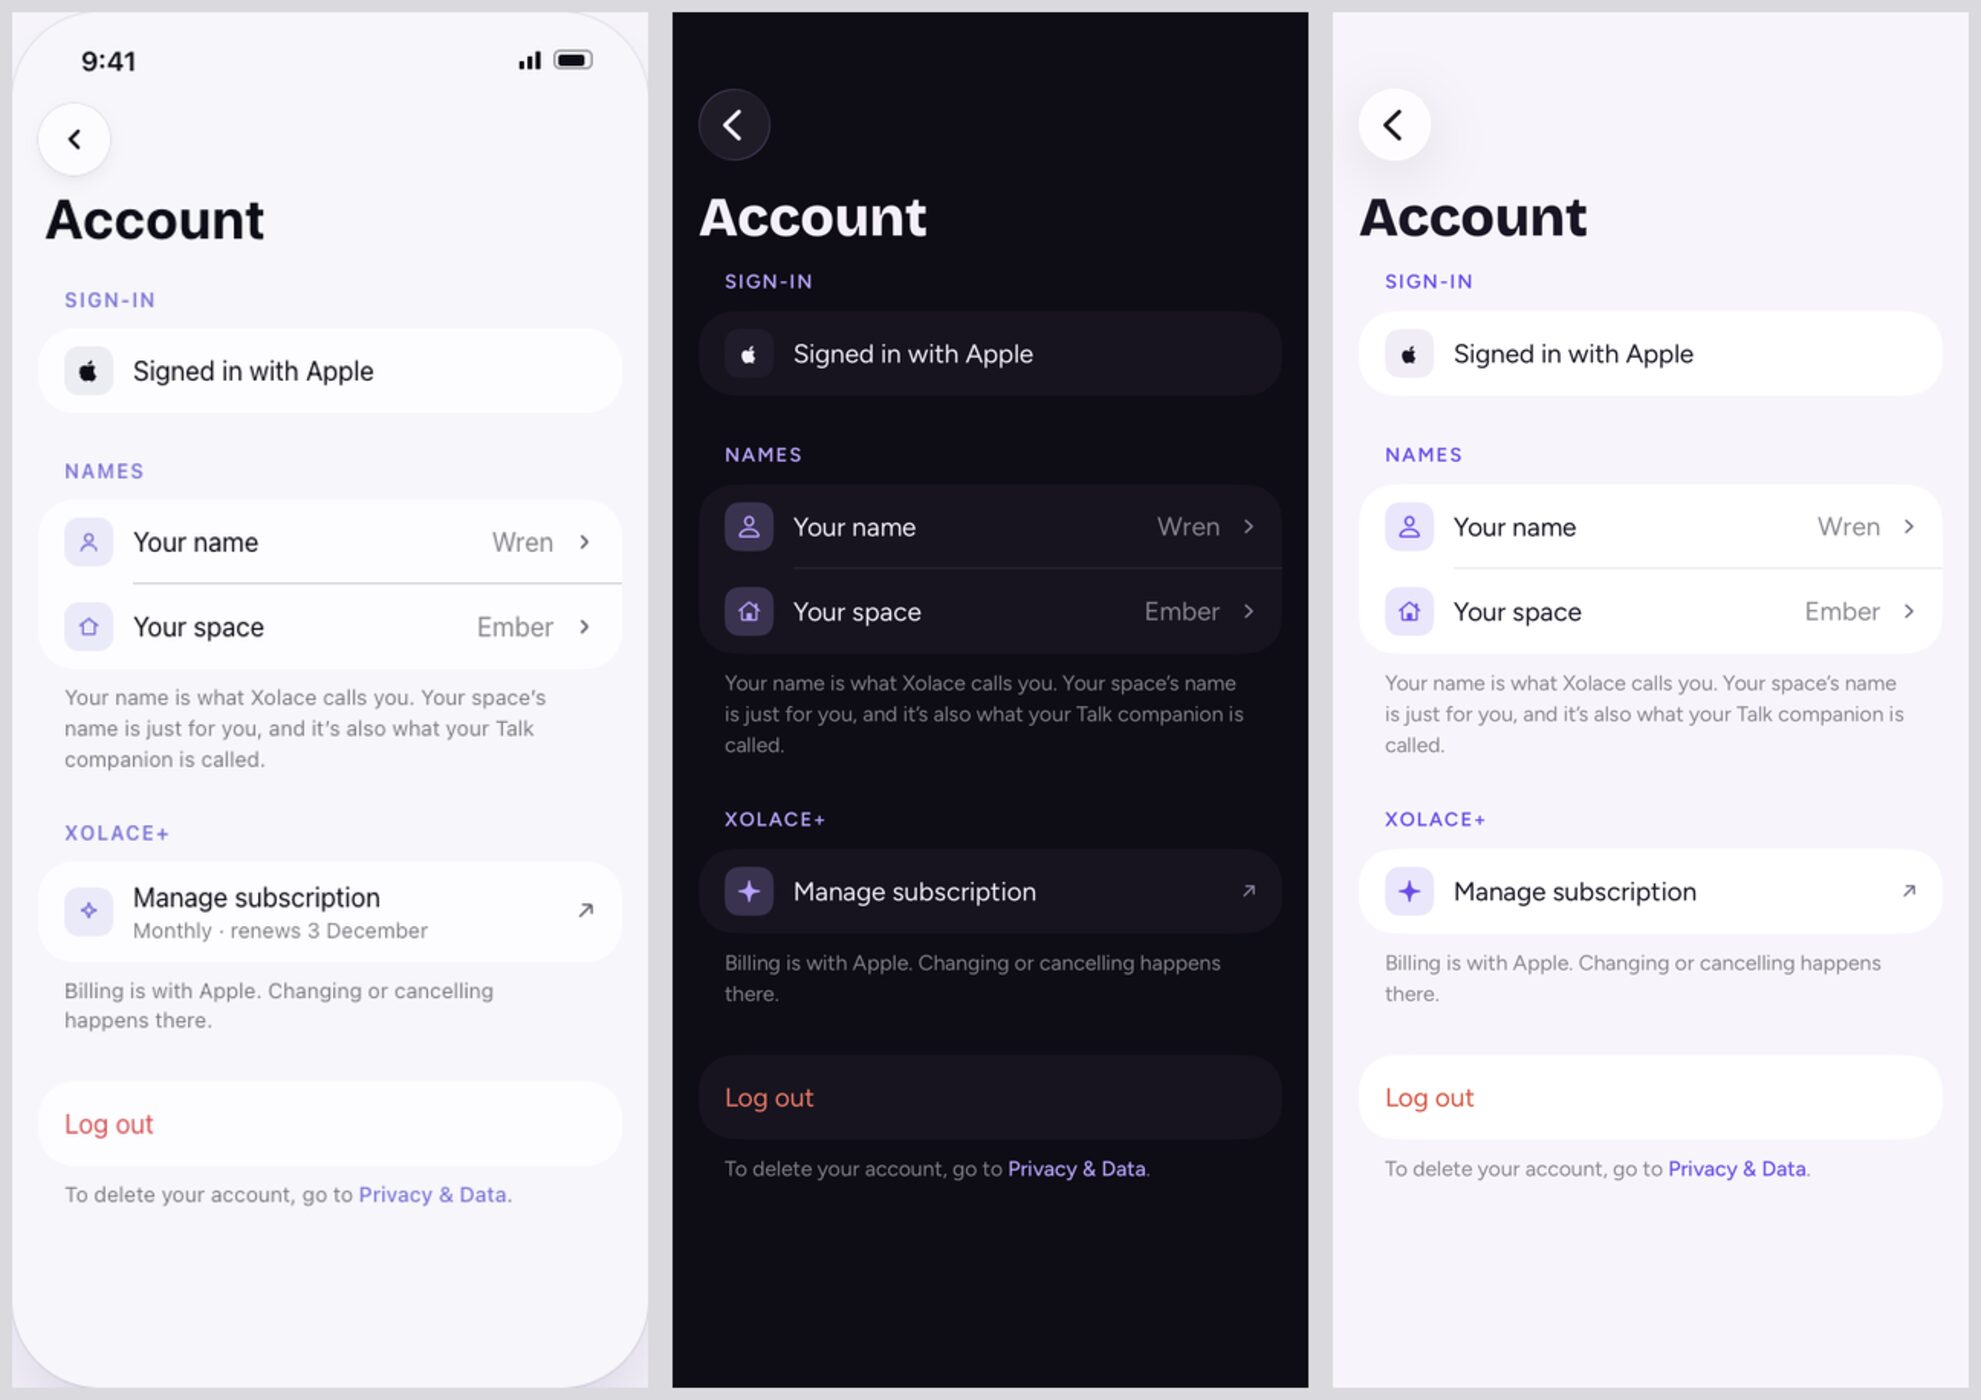 9:41
Account
SIGN-IN
Signed in with Apple
NAMES
Your name Wren
Your space Ember
Your name is what Xolace calls you. Your space's
name is just for you, and it's also what your Talk
companion is called.
XOLACE+
Manage subscription
Monthly · renews 3 December
Billing is with Apple. Changing or cancelling
happens there.
Log out
To delete your account, go to Privacy & Data.
Account
SIGN-IN
Signed in with Apple
NAMES
Your name Wren
Your space Ember
Your name is what Xolace calls you. Your space’s name
is just for you, and it’s also what your Talk companion is
called.
XOLACE+
Manage subscription
Billing is with Apple. Changing or cancelling happens
there.
Log out
To delete your account, go to Privacy & Data.
Account
SIGN-IN
Signed in with Apple
NAMES
Your name Wren
Your space Ember
Your name is what Xolace calls you. Your space’s name
is just for you, and it’s also what your Talk companion is
called.
XOLACE+
Manage subscription
Billing is with Apple. Changing or cancelling happens
there.
Log out
To delete your account, go to Privacy & Data.